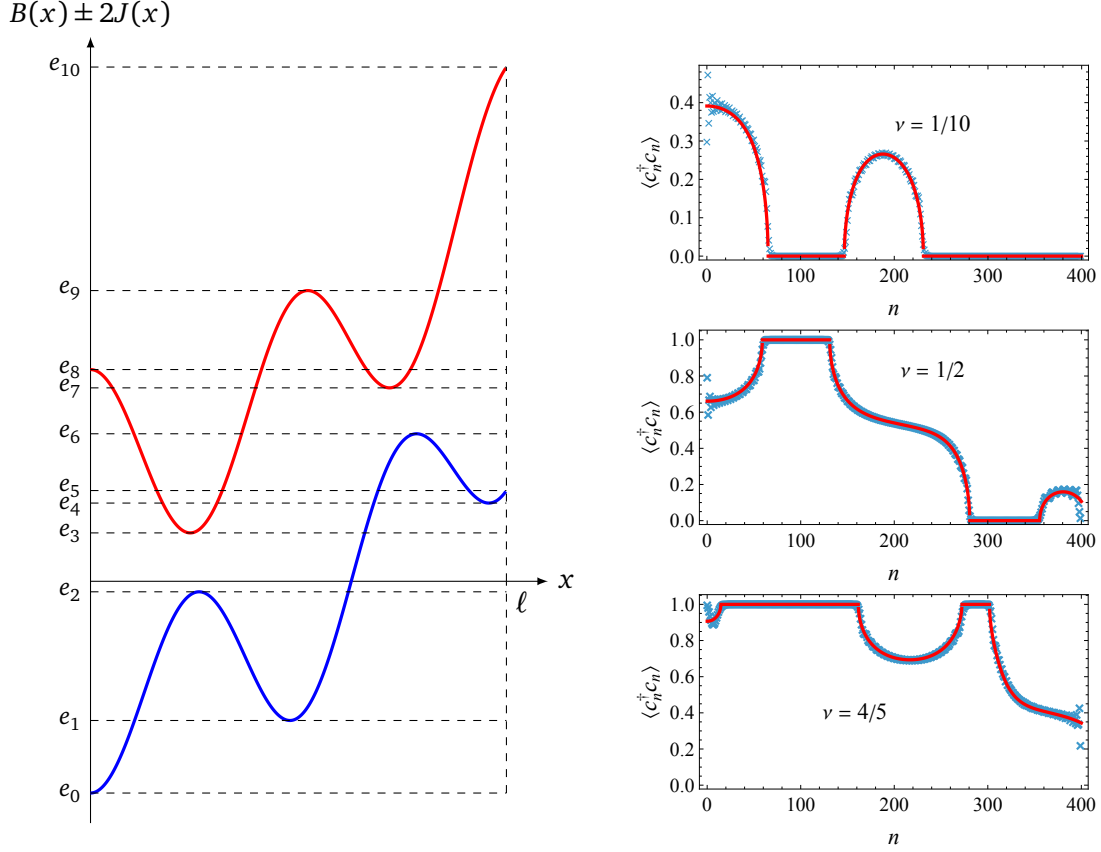 B(x) ± 2J(x)
e₁₀
e₉
e₈
e₇
e₆
e₅
e₄
e₃
e₂
e₁
e₀
x
ℓ
⟨c†ₙcₙ⟩
0.4
0.3
0.2
0.1
0.0
ν = 1/10
0 100 200 300 400
n
⟨c†ₙcₙ⟩
1.0
0.8
0.6
0.4
0.2
0.0
ν = 1/2
0 100 200 300 400
n
⟨c†ₙcₙ⟩
1.0
0.8
0.6
0.4
0.2
0.0
ν = 4/5
0 100 200 300 400
n